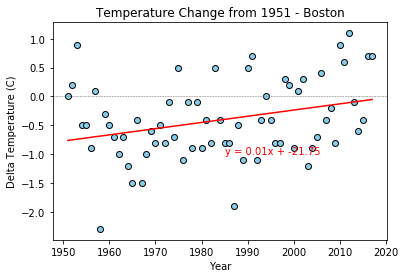 Temperature Change from 1951 - Boston
Delta Temperature (C)
1.0
0.5
0.0
−0.5
−1.0
−1.5
−2.0
y = 0.01x + -21.75
1950 1960 1970 1980 1990 2000 2010 2020
Year